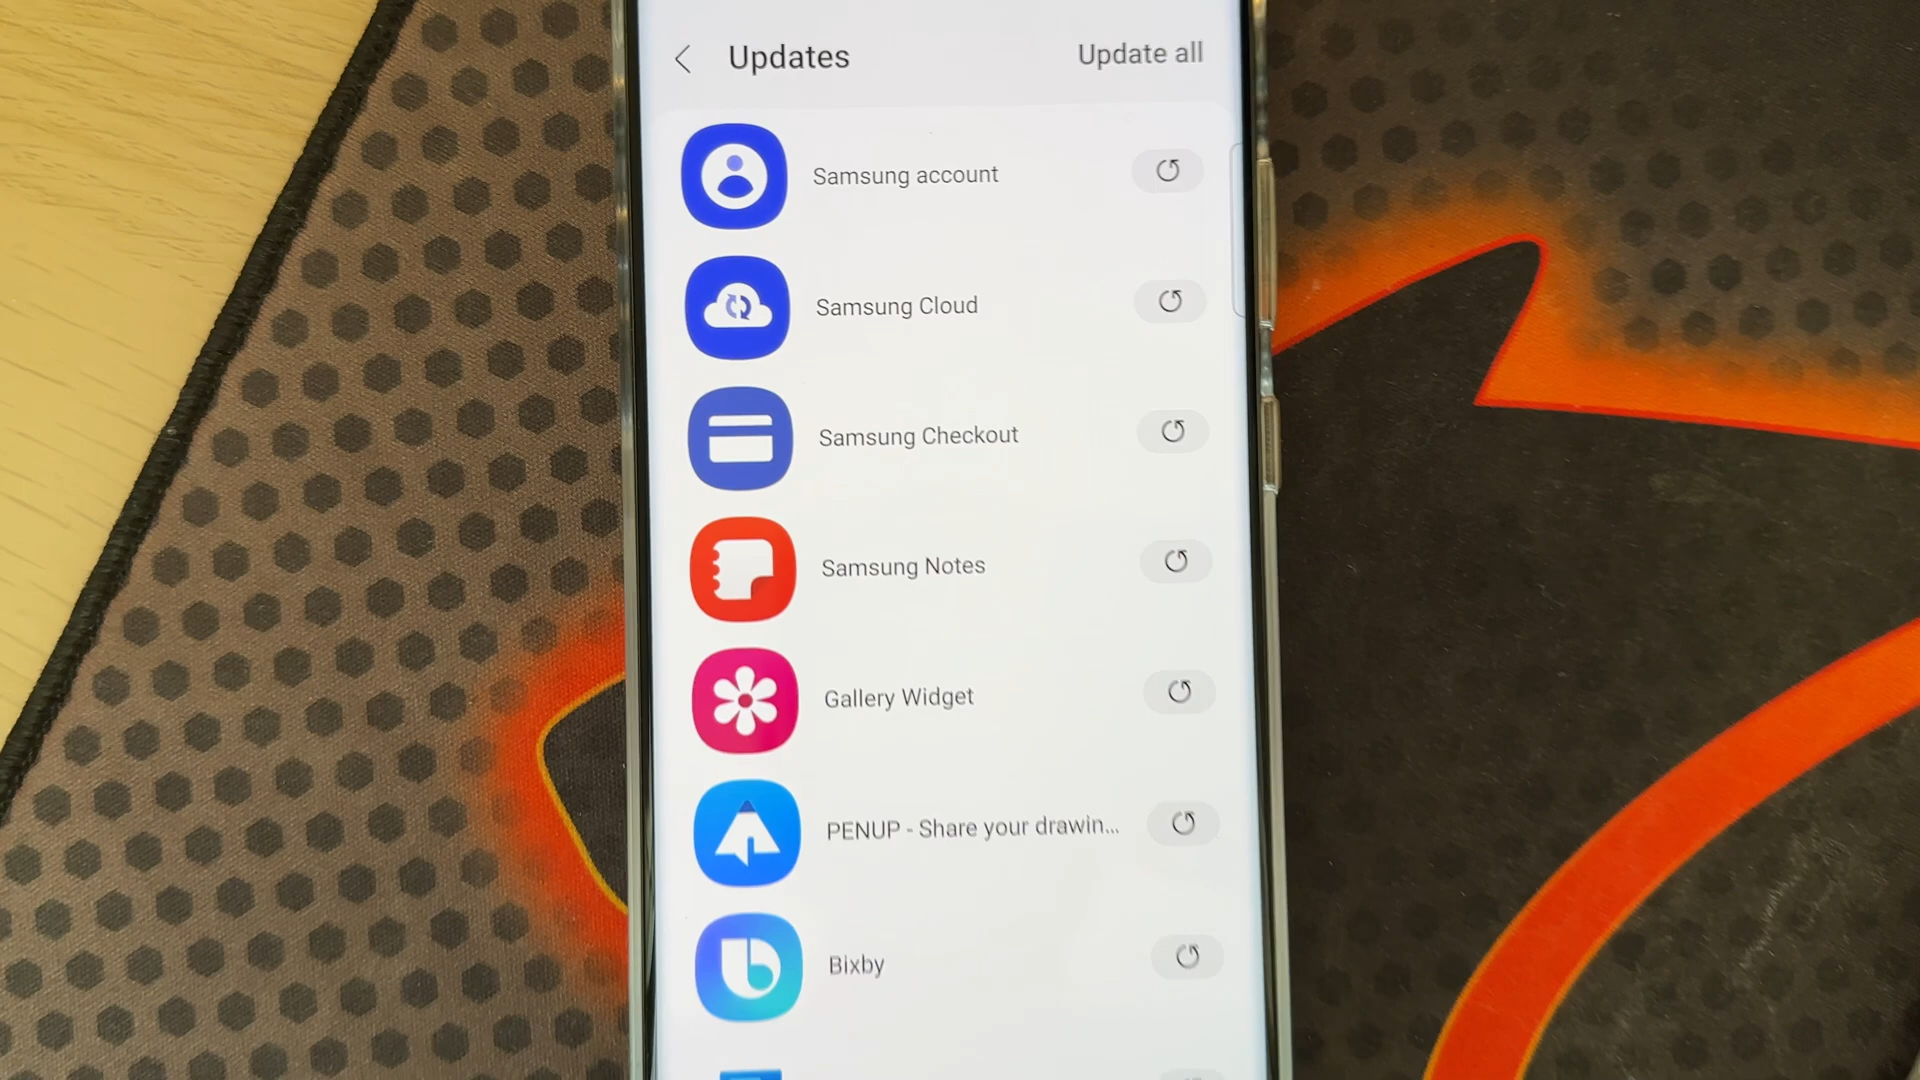 Updates
Update all
Samsung account
Samsung Cloud
Samsung Checkout
Samsung Notes
Gallery Widget
PENUP - Share your drawin...
Bixby